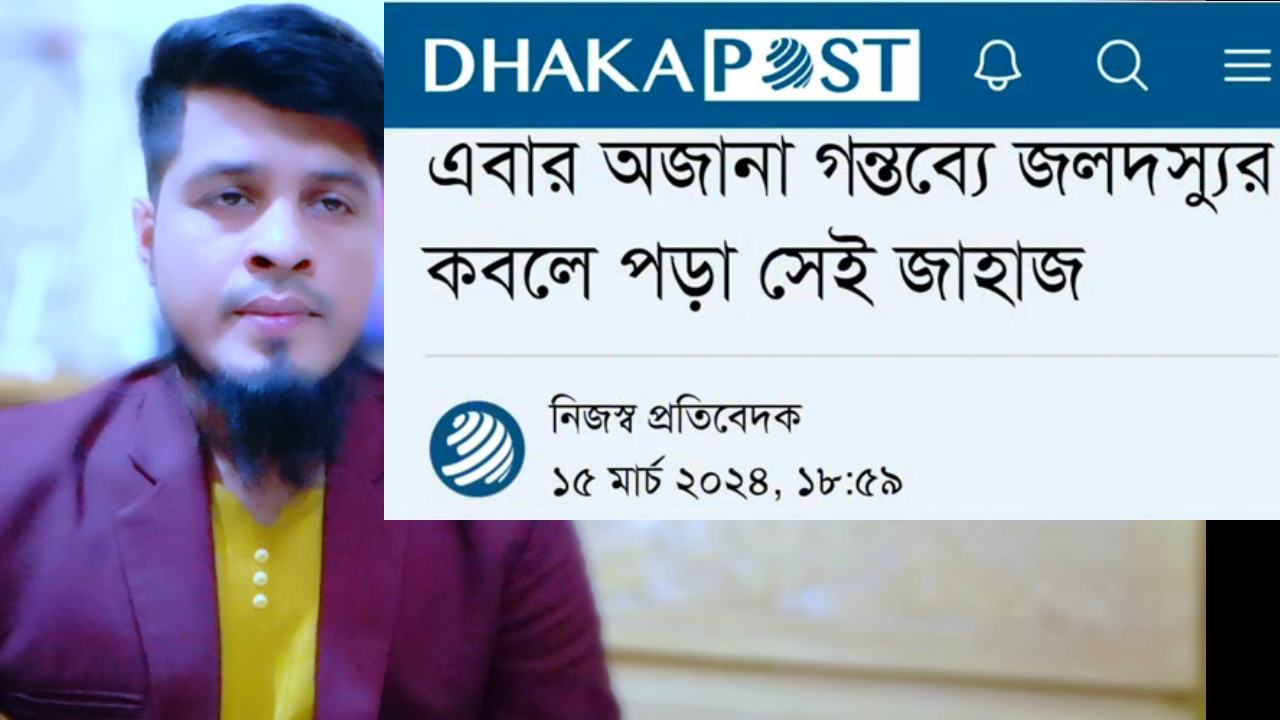 DHAKA POST
এবার অজানা গন্তব্যে জলদস্যুর
কবলে পড়া সেই জাহাজ
নিজস্ব প্রতিবেদক
১৫ মার্চ ২০২৪, ১৮:৫৯